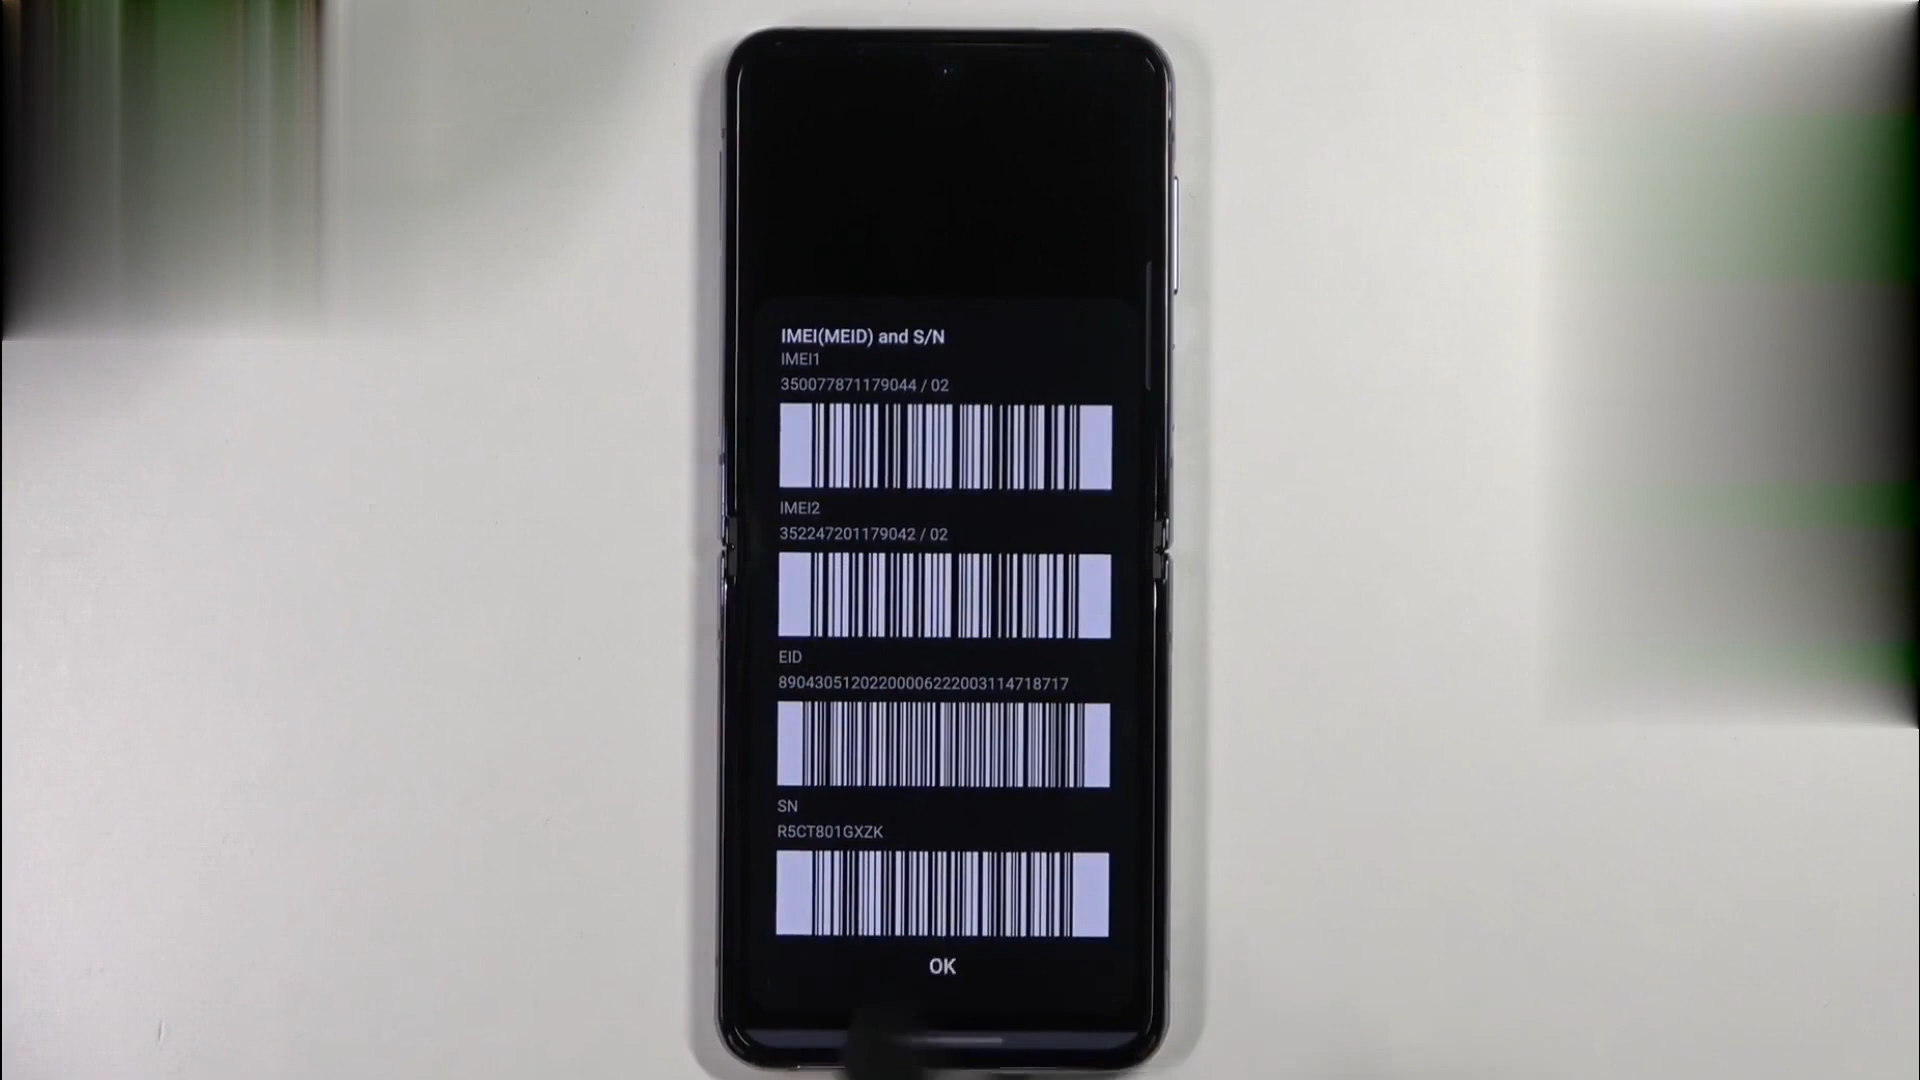 IMEI(MEID) and S/N
IMEI1
350077871179044 / 02
IMEI2
352247201179042 / 02
EID
89043051202200006222003114718717
SN
R5CT801GXZK
OK